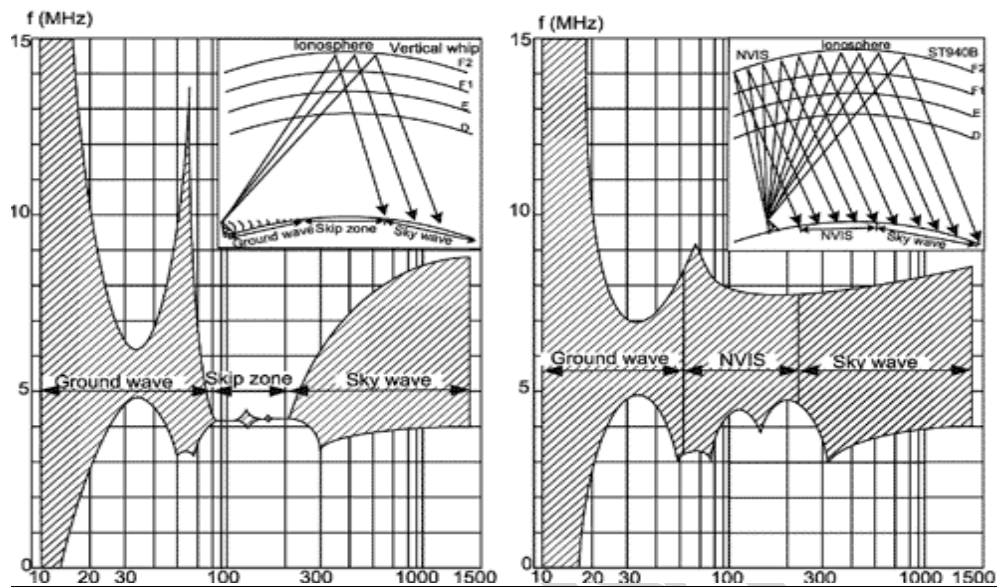 f (MHz)
15
10
5
0
10 20 30 100 300 1000 1500
Ionosphere Vertical whip
F2
F1
E
D
Ground wave Skip zone Sky wave
Ground wave Skip zone Sky wave
f (MHz)
15
10
5
0
10 20 30 100 300 1000 1500
NVIS Ionosphere ST940B
F2
F1
E
D
NVIS Sky wave
Ground wave NVIS Sky wave